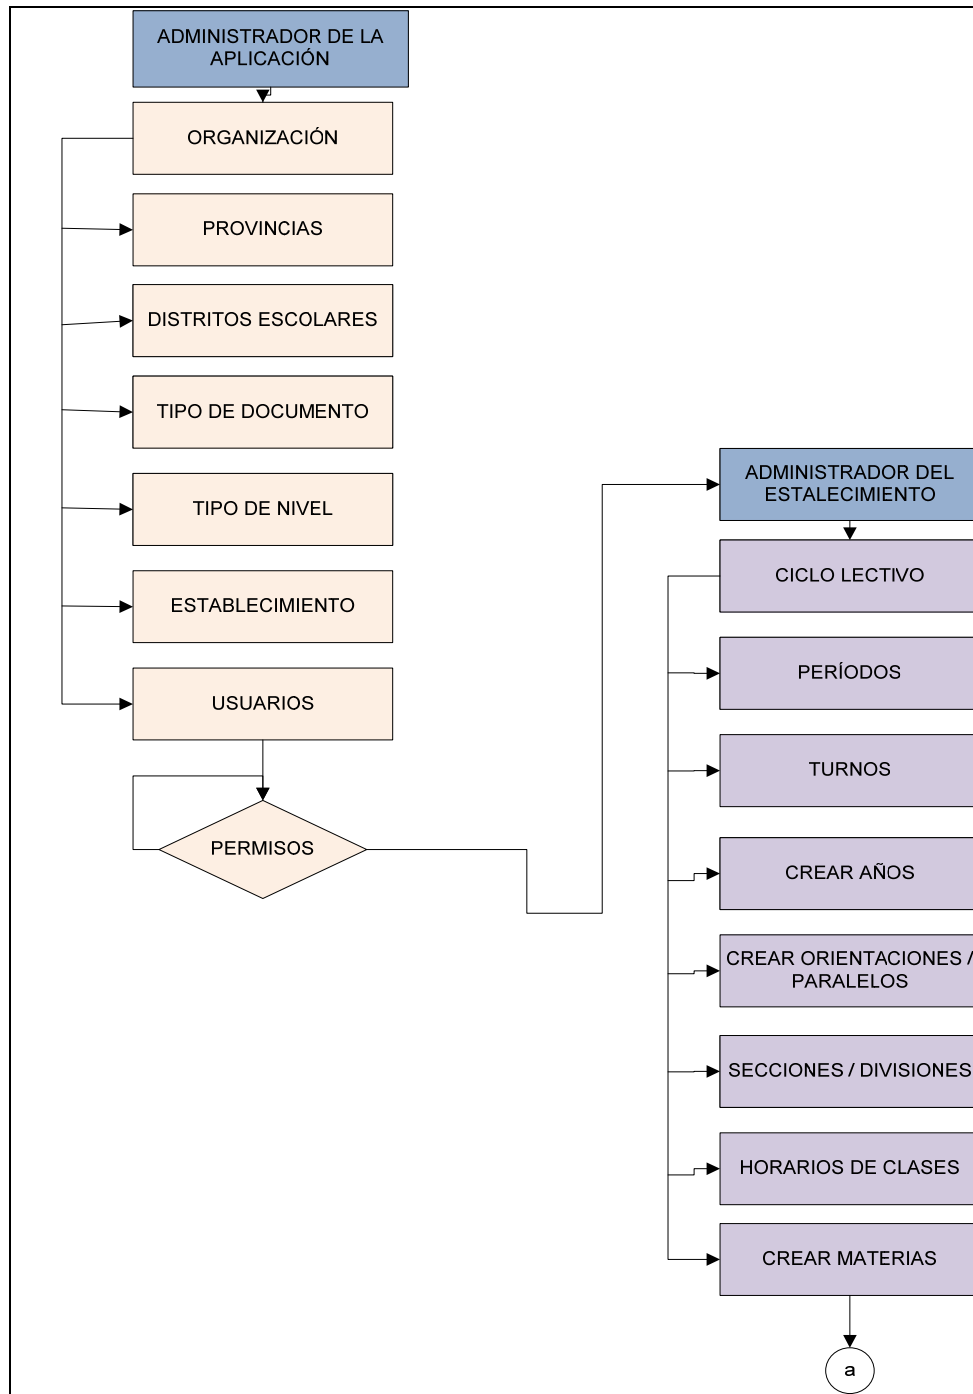 ADMINISTRADOR DE LA
APLICACIÓN
ORGANIZACIÓN
PROVINCIAS
DISTRITOS ESCOLARES
TIPO DE DOCUMENTO
TIPO DE NIVEL
ESTABLECIMIENTO
USUARIOS
PERMISOS
ADMINISTRADOR DEL
ESTALECIMIENTO
CICLO LECTIVO
PERÍODOS
TURNOS
CREAR AÑOS
CREAR ORIENTACIONES /
PARALELOS
SECCIONES / DIVISIONES
HORARIOS DE CLASES
CREAR MATERIAS
a